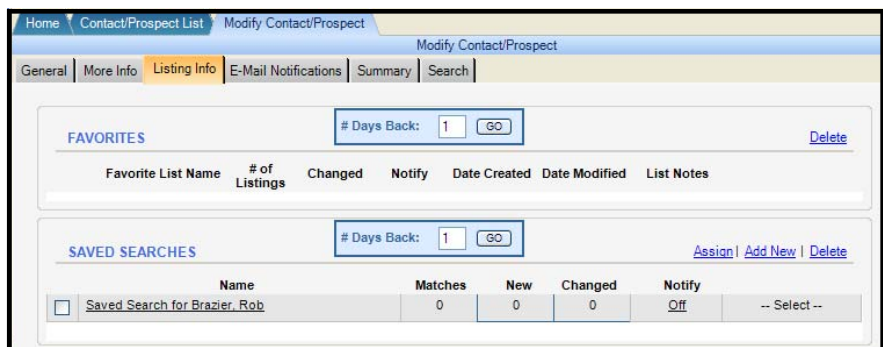 Home Contact/Prospect List Modify Contact/Prospect
Modify Contact/Prospect
General More Info Listing Info E-Mail Notifications Summary Search
# Days Back: 1 GO
FAVORITES Delete
Favorite List Name # of Listings Changed Notify Date Created Date Modified List Notes
# Days Back: 1 GO
SAVED SEARCHES Assign | Add New | Delete
Name Matches New Changed Notify
Saved Search for Brazier, Rob 0 0 0 Off -- Select --